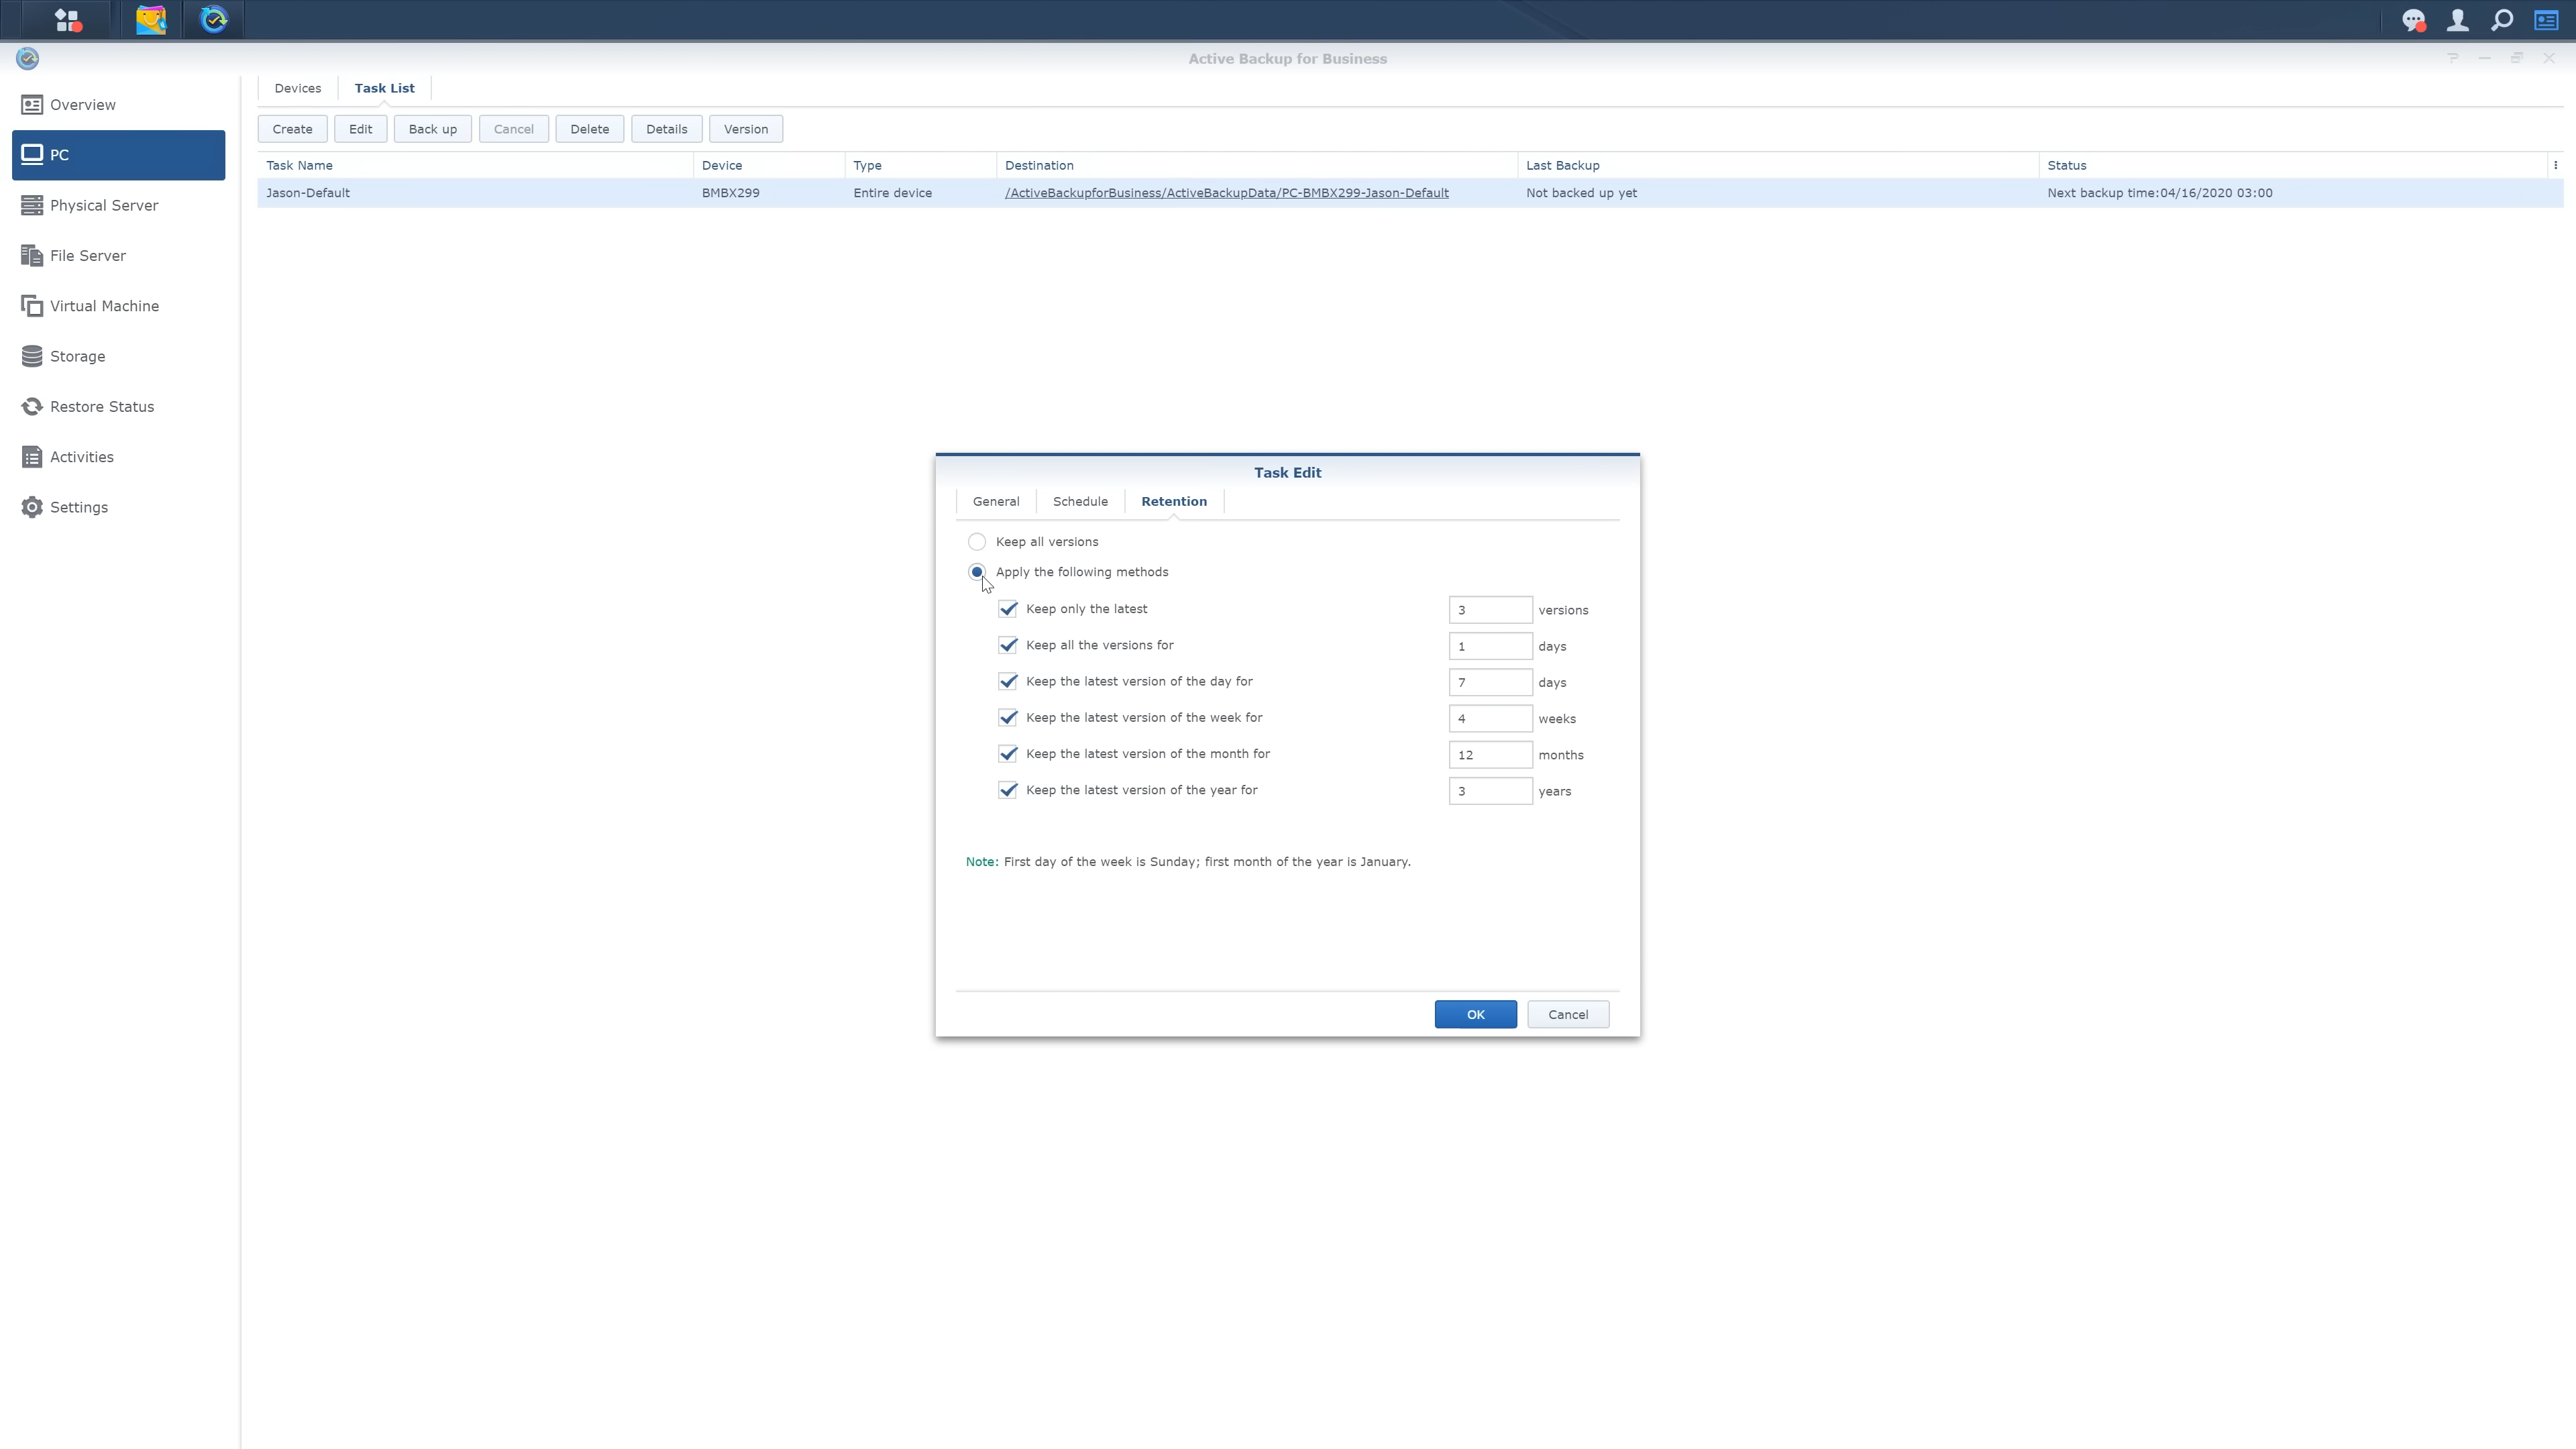 Active Backup for Business
Overview
PC
Physical Server
File Server
Virtual Machine
Storage
Restore Status
Activities
Settings
Devices Task List
Create Edit Back up Cancel Delete Details Version
Task Name Device Type Destination Last Backup Status
Jason-Default BMBX299 Entire device /ActiveBackupforBusiness/ActiveBackupData/PC-BMBX299-Jason-Default Not backed up yet Next backup time:04/16/2020 03:00
Task Edit
General Schedule Retention
Keep all versions
Apply the following methods
Keep only the latest 3 versions
Keep all the versions for 1 days
Keep the latest version of the day for 7 days
Keep the latest version of the week for 4 weeks
Keep the latest version of the month for 12 months
Keep the latest version of the year for 3 years
Note: First day of the week is Sunday; first month of the year is January.
OK Cancel